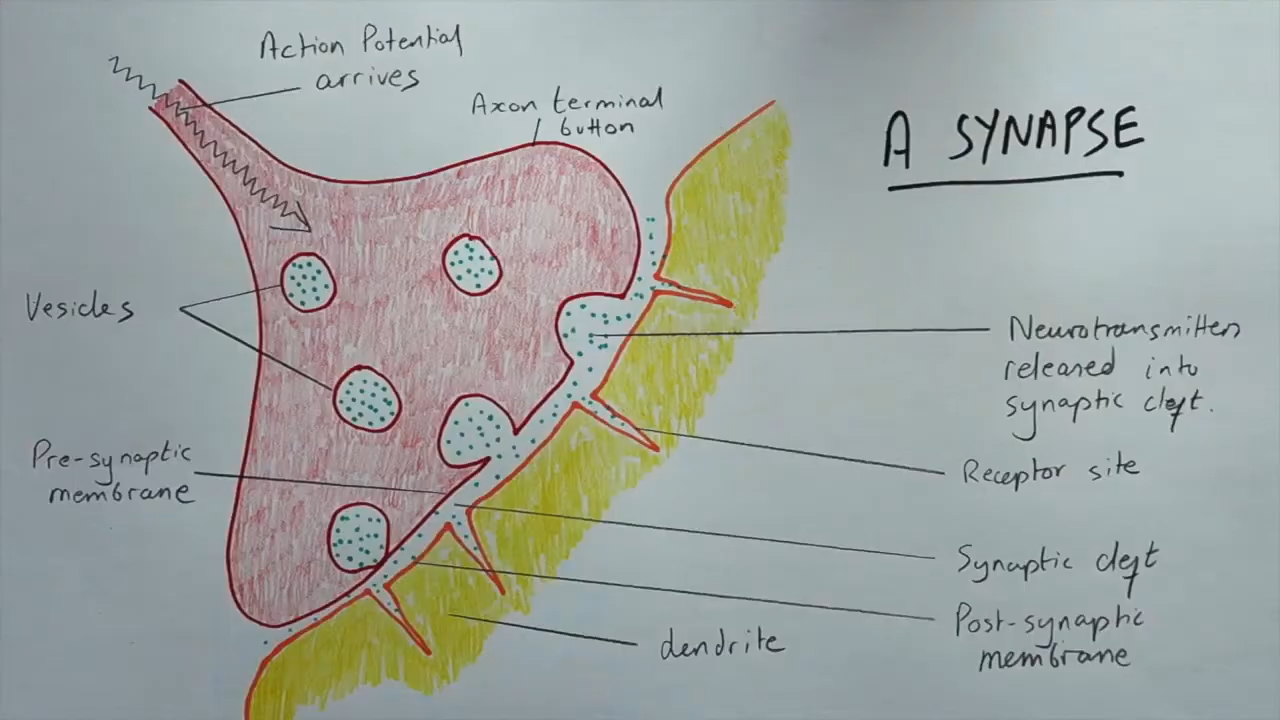 Action Potential
arrives
Axon terminal
button
A SYNAPSE
Vesicles
Neurotransmitters
released into
synaptic cleft.
Pre-synaptic
membrane
Receptor site
Synaptic cleft
Post-synaptic
membrane
dendrite